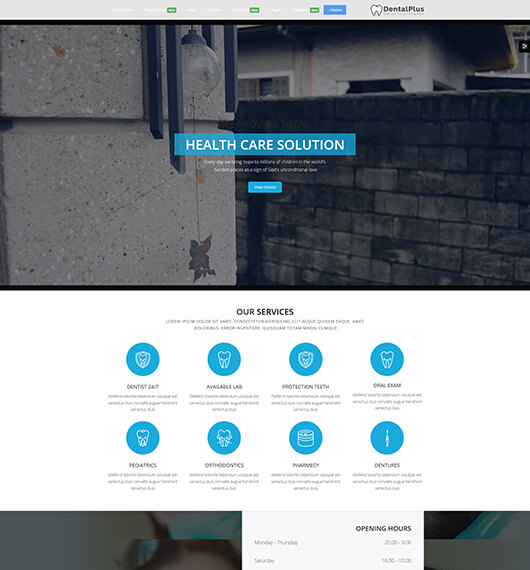 DentalPlus
Home
PROVIDE TOTAL
HEALTH CARE SOLUTION
Every day we bring hope to millions of children in the world's
hardest places as a sign of God's unconditional love
View Details
OUR SERVICES
LOREM IPSUM DOLOR SIT AMET, CONSECTETUR ADIPISICING ELIT.ACQUE QUIDEM EAQUE, AMET
DOLORIBUS, ERROR INVENTORE, QUISQUAM TOTAM MAGNI CUMQUE
DENTIST 24/7
Eleifend lobortis bibendum volutpat est
senectus duis convallis augue hendrerit
senectus duis
AVAILABLE LAB
Eleifend lobortis bibendum volutpat est
senectus duis convallis augue hendrerit
senectus duis
PROTECTION TEETH
Eleifend lobortis bibendum volutpat est
senectus duis convallis augue hendrerit
senectus duis
ORAL EXAM
Eleifend lobortis bibendum volutpat est
senectus duis convallis augue hendrerit
senectus duis
PEDIATRICS
Eleifend lobortis bibendum volutpat est
senectus duis convallis augue hendrerit
senectus duis
ORTHODONTICS
Eleifend lobortis bibendum volutpat est
senectus duis convallis augue hendrerit
senectus duis
PHARMECY
Eleifend lobortis bibendum volutpat est
senectus duis convallis augue hendrerit
senectus duis
DENTURES
Eleifend lobortis bibendum volutpat est
senectus duis convallis augue hendrerit
senectus duis
OPENING HOURS
Monday - Thursday 20.00 - 9.00
Saturday 16.00 - 10.00